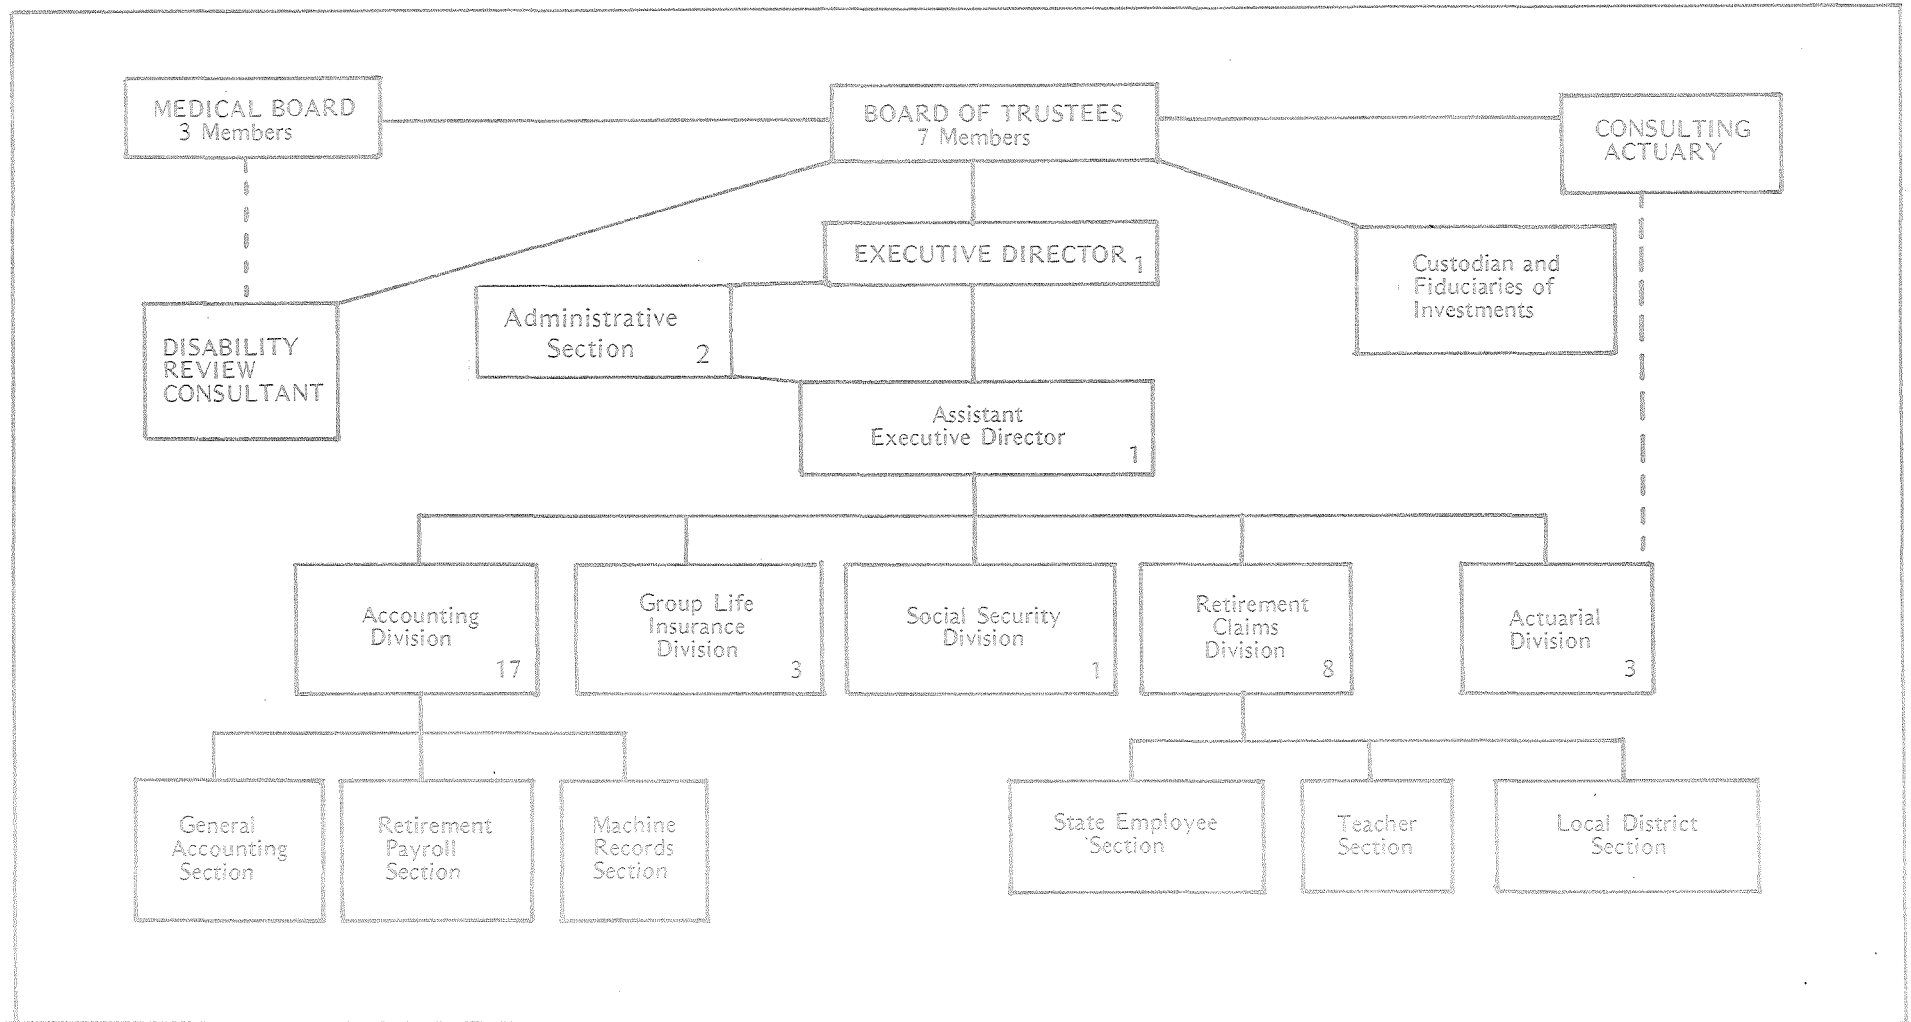 MEDICAL BOARD
3 Members
BOARD OF TRUSTEES
7 Members
CONSULTING
ACTUARY
EXECUTIVE DIRECTOR 1
Custodian and
Fiduciaries of
Investments
Administrative
Section 2
DISABILITY
REVIEW
CONSULTANT
Assistant
Executive Director
1
Accounting
Division
17
Group Life
Insurance
Division
3
Social Security
Division
1
Retirement
Claims
Division
8
Actuarial
Division
3
General
Accounting
Section
Retirement
Payroll
Section
Machine
Records
Section
State Employee
Section
Teacher
Section
Local District
Section